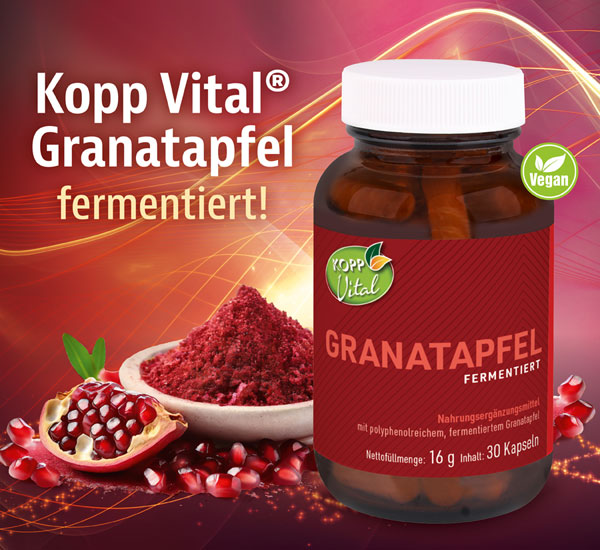 Kopp Vital®
Granatapfel
fermentiert!
Vegan
KOPP
Vital
GRANATAPFEL
FERMENTIERT
Nahrungsergänzungsmittel
mit polyphenolreichem, fermentiertem Granatapfel
Nettofüllmenge: 16 g Inhalt: 30 Kapseln